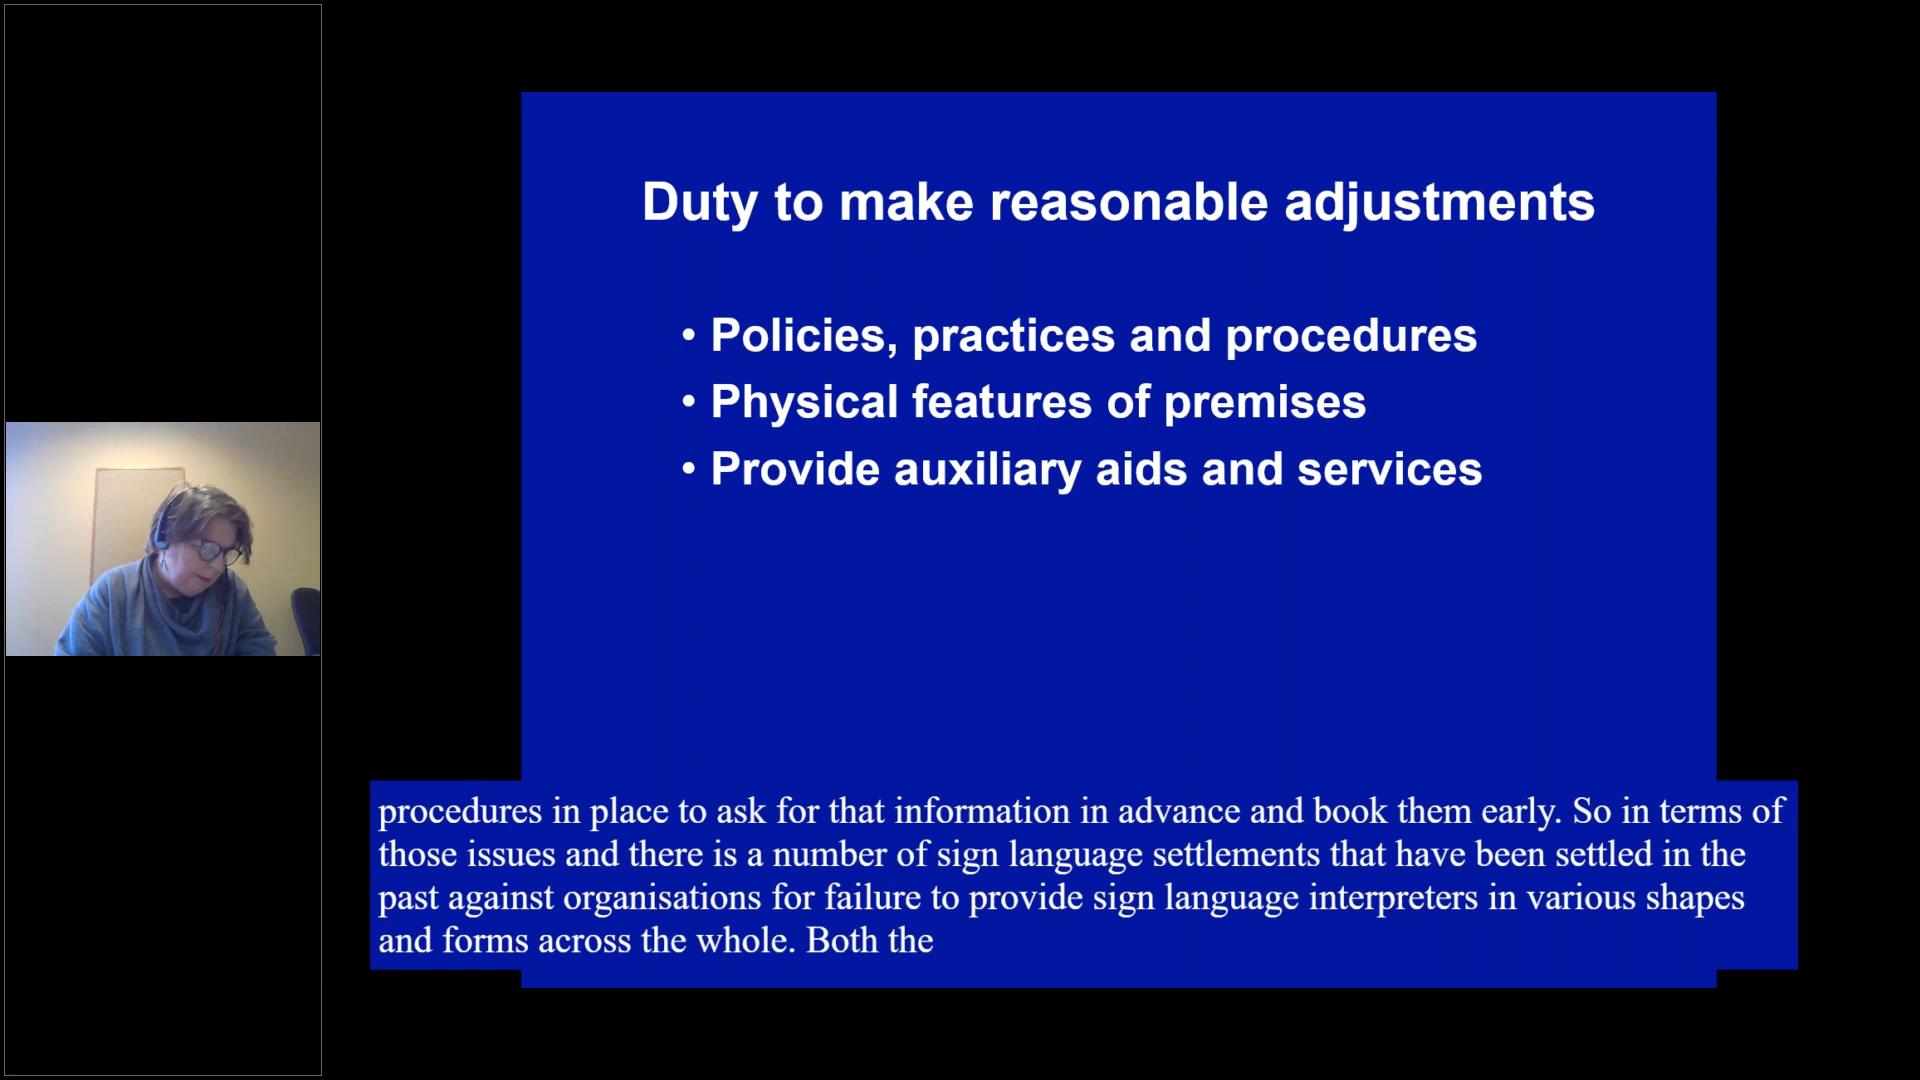 Duty to make reasonable adjustments
• Policies, practices and procedures
• Physical features of premises
• Provide auxiliary aids and services
procedures in place to ask for that information in advance and book them early. So in terms of
those issues and there is a number of sign language settlements that have been settled in the
past against organisations for failure to provide sign language interpreters in various shapes
and forms across the whole. Both the